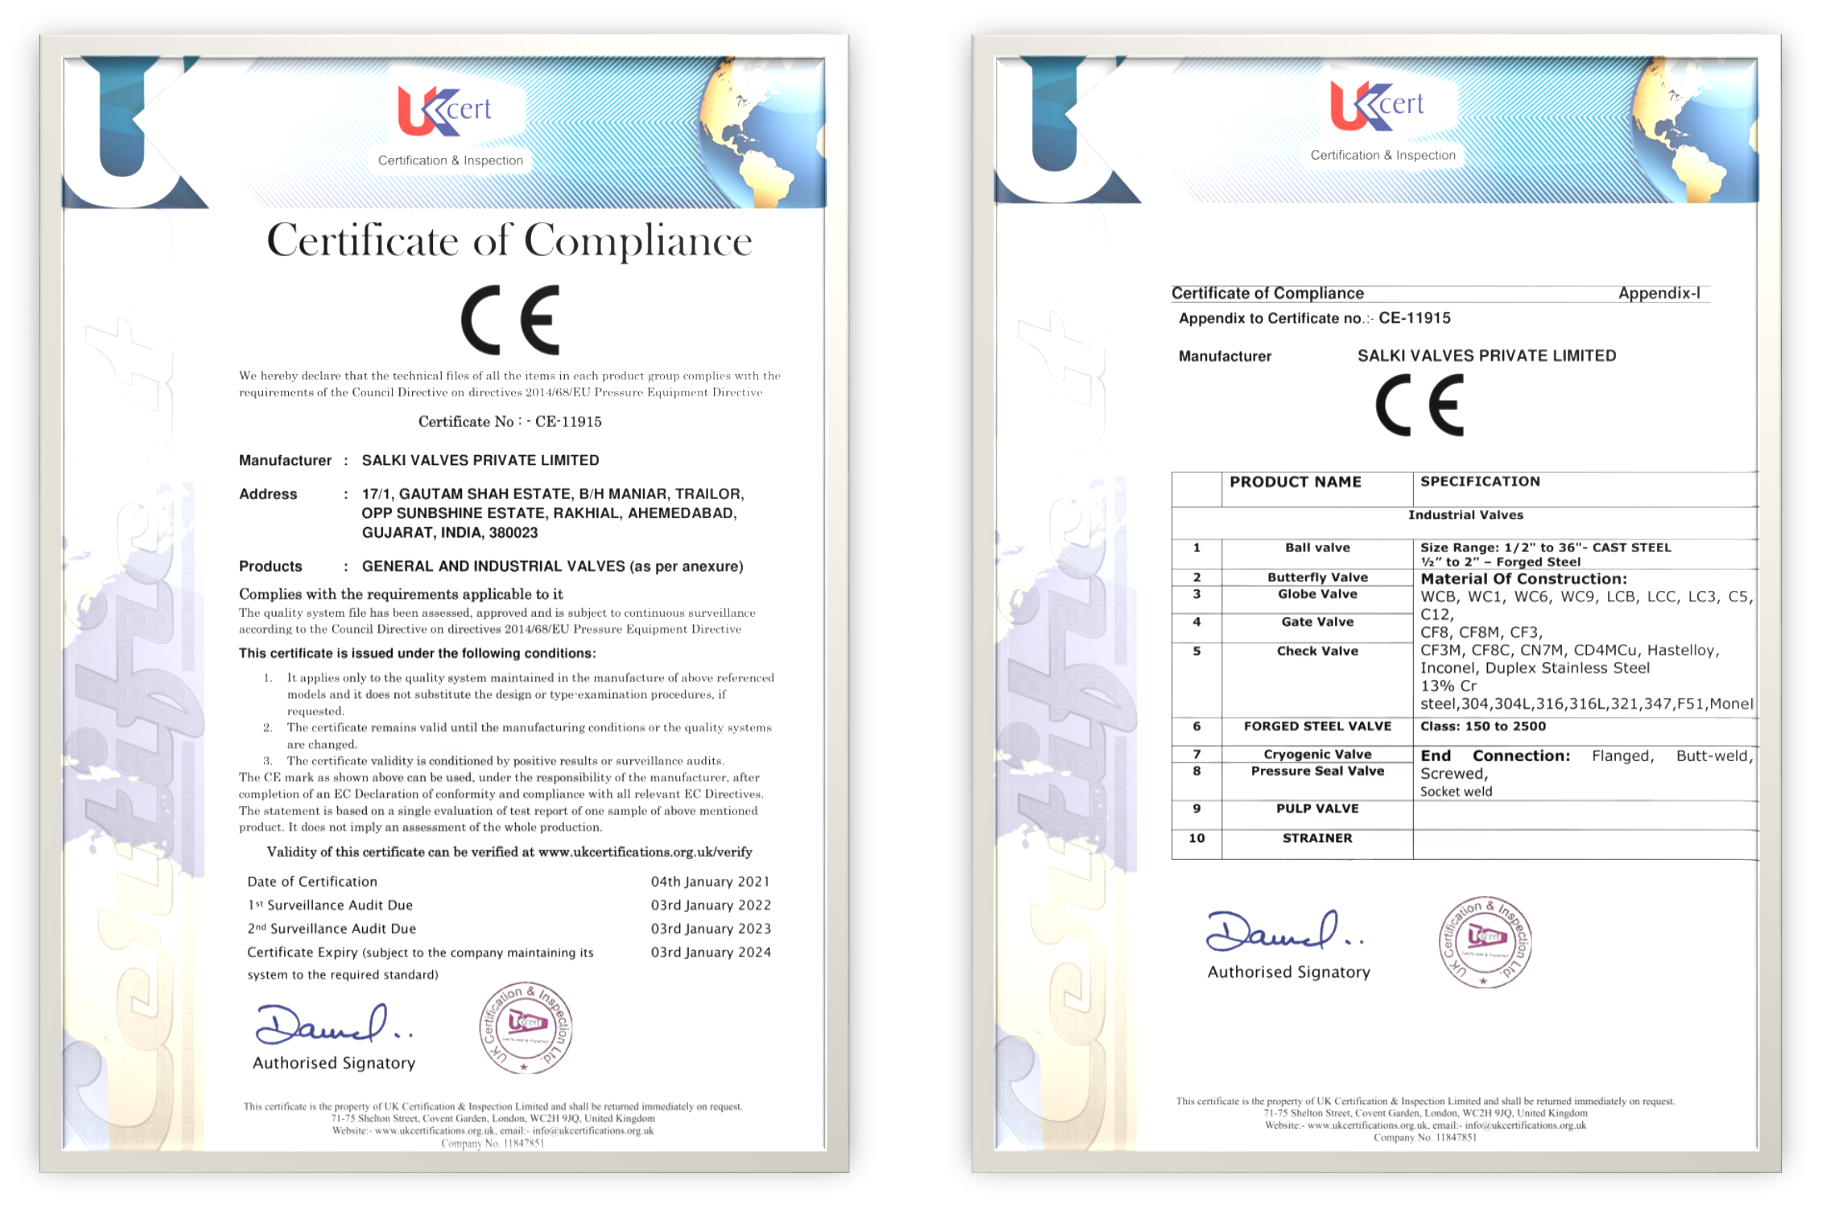 UKcert
Certification & Inspection
Certificate of Compliance
CE
We hereby declare that the technical files of all the items in each product group complies with the
requirements of the Council Directive on directives 2014/68/EU Pressure Equipment Directive
Certificate No : - CE-11915
Manufacturer : SALKI VALVES PRIVATE LIMITED
Address : 17/1, GAUTAM SHAH ESTATE, B/H MANIAR, TRAILOR,
OPP SUNBSHINE ESTATE, RAKHIAL, AHEMEDABAD,
GUJARAT, INDIA, 380023
Products : GENERAL AND INDUSTRIAL VALVES (as per anexure)
Complies with the requirements applicable to it
The quality system file has been assessed, approved and is subject to continuous surveillance
according to the Council Directive on directives 2014/68/EU Pressure Equipment Directive
This certificate is issued under the following conditions:
1. It applies only to the quality system maintained in the manufacture of above referenced
models and it does not substitute the design or type-examination procedures, if
requested.
2. The certificate remains valid until the manufacturing conditions or the quality systems
are changed.
3. The certificate validity is conditioned by positive results or surveillance audits.
The CE mark as shown above can be used, under the responsibility of the manufacturer, after
completion of an EC Declaration of conformity and compliance with all relevant EC Directives.
The statement is based on a single evaluation of test report of one sample of above mentioned
product. It does not imply an assessment of the whole production.
Validity of this certificate can be verified at www.ukcertifications.org.uk/verify
Date of Certification 04th January 2021
1st Surveillance Audit Due 03rd January 2022
2nd Surveillance Audit Due 03rd January 2023
Certificate Expiry (subject to the company maintaining its 03rd January 2024
system to the required standard)
UK Certification & Inspection Ltd.
Authorised Signatory
This certificate is the property of UK Certification & Inspection Limited and shall be returned immediately on request.
71-75 Shelton Street, Covent Garden, London, WC2H 9JQ, United Kingdom
Website:- www.ukcertifications.org.uk, email:- info@ukcertifications.org.uk
Company No. 11847851
UKcert
Certification & Inspection
Certificate of Compliance Appendix-I
Appendix to Certificate no.:- CE-11915
Manufacturer SALKI VALVES PRIVATE LIMITED
CE
PRODUCT NAME SPECIFICATION
Industrial Valves
1 Ball valve Size Range: 1/2" to 36"- CAST STEEL
½" to 2" – Forged Steel
2 Butterfly Valve Material Of Construction:
3 Globe Valve WCB, WC1, WC6, WC9, LCB, LCC, LC3, C5,
C12,
4 Gate Valve CF8, CF8M, CF3,
5 Check Valve CF3M, CF8C, CN7M, CD4MCu, Hastelloy,
Inconel, Duplex Stainless Steel
13% Cr
steel,304,304L,316,316L,321,347,F51,Monel
6 FORGED STEEL VALVE Class: 150 to 2500
7 Cryogenic Valve End Connection: Flanged, Butt-weld,
8 Pressure Seal Valve Screwed,
Socket weld
9 PULP VALVE
10 STRAINER
UK Certification & Inspection Ltd.
Authorised Signatory
This certificate is the property of UK Certification & Inspection Limited and shall be returned immediately on request.
71-75 Shelton Street, Covent Garden, London, WC2H 9JQ, United Kingdom
Website:- www.ukcertifications.org.uk, email:- info@ukcertifications.org.uk
Company No. 11847851